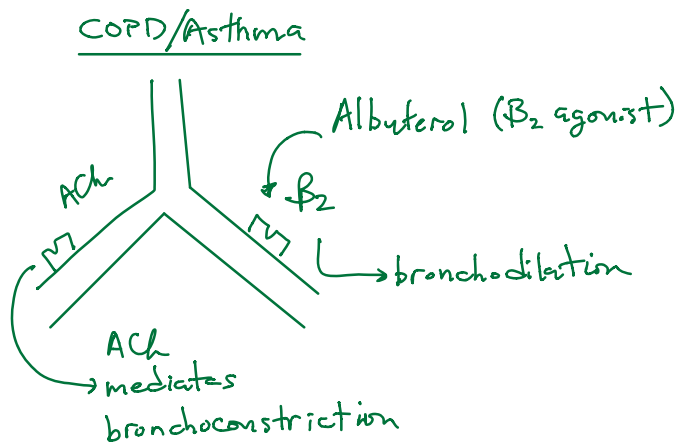 COPD/Asthma
Albuterol (β₂ agonist)
ACh
β₂
bronchodilation
ACh
mediates
bronchoconstriction